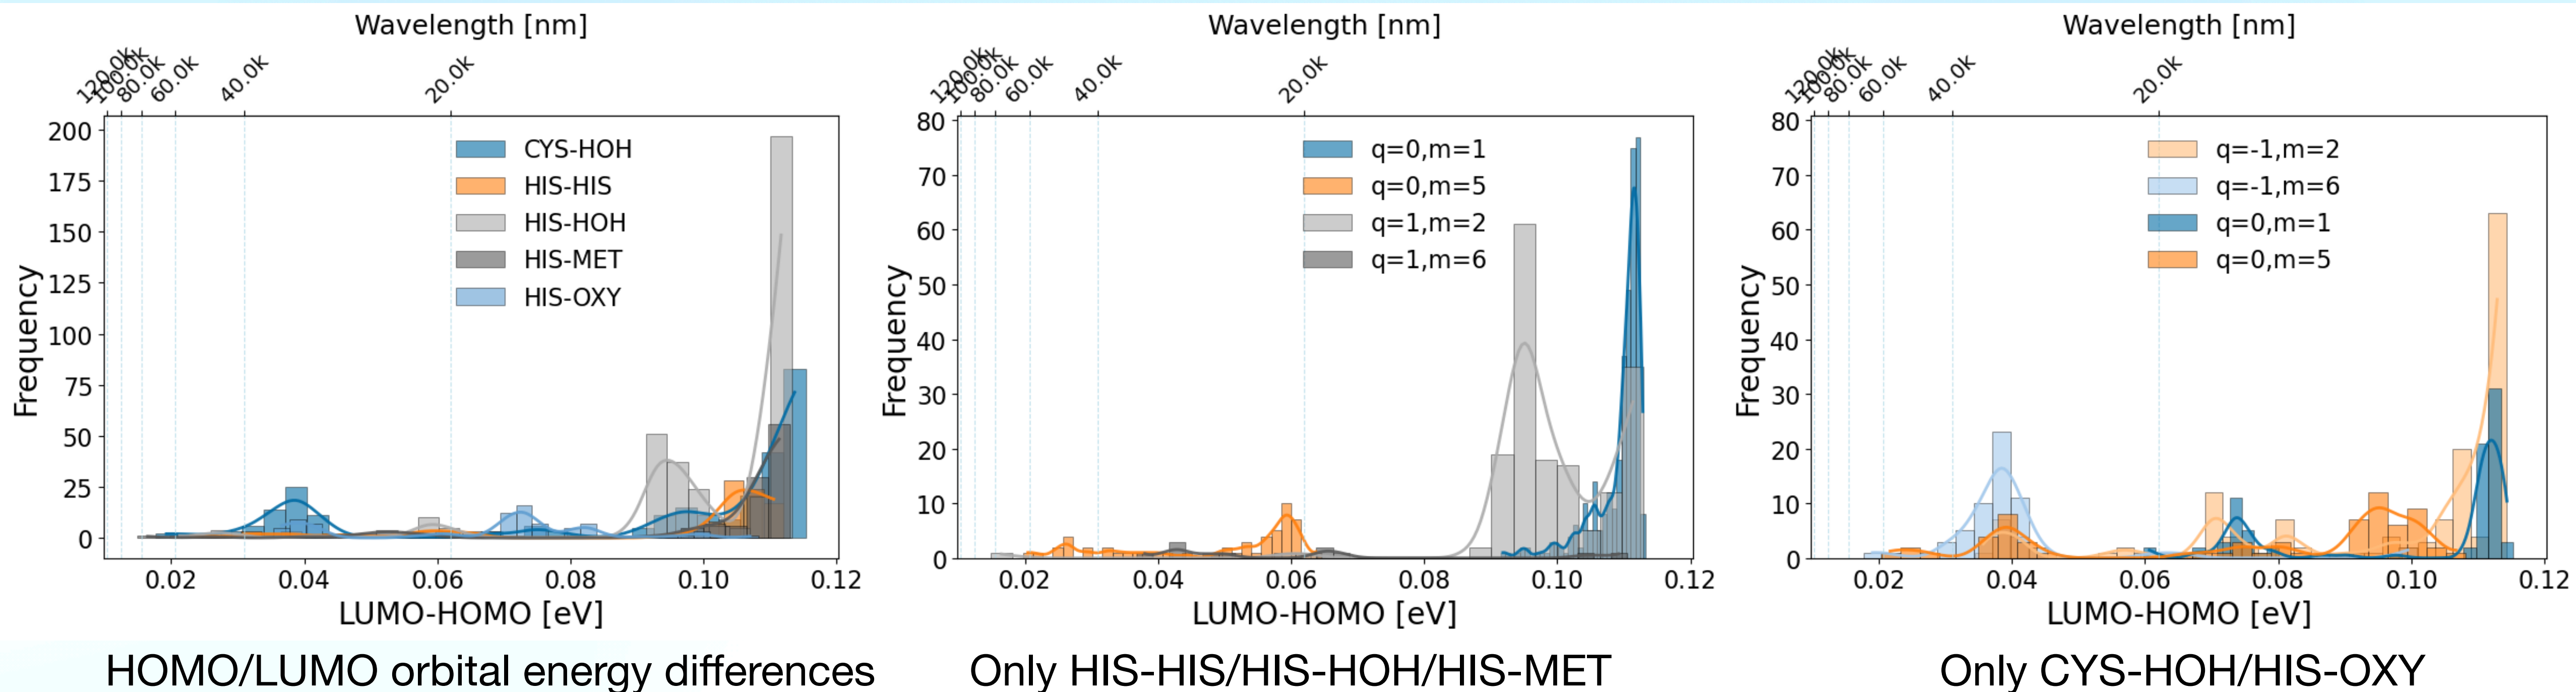 Wavelength [nm]
120.0k 100.0k 80.0k 60.0k 40.0k 20.0k
200
175
150
125
100
75
50
25
0
Frequency
CYS-HOH
HIS-HIS
HIS-HOH
HIS-MET
HIS-OXY
0.02 0.04 0.06 0.08 0.10 0.12
LUMO-HOMO [eV]
HOMO/LUMO orbital energy differences
Wavelength [nm]
120.0k 100.0k 80.0k 60.0k 40.0k 20.0k
80
70
60
50
40
30
20
10
0
Frequency
q=0,m=1
q=0,m=5
q=1,m=2
q=1,m=6
0.02 0.04 0.06 0.08 0.10 0.12
LUMO-HOMO [eV]
Only HIS-HIS/HIS-HOH/HIS-MET
Wavelength [nm]
120.0k 100.0k 80.0k 60.0k 40.0k 20.0k
80
70
60
50
40
30
20
10
0
Frequency
q=-1,m=2
q=-1,m=6
q=0,m=1
q=0,m=5
0.02 0.04 0.06 0.08 0.10 0.12
LUMO-HOMO [eV]
Only CYS-HOH/HIS-OXY